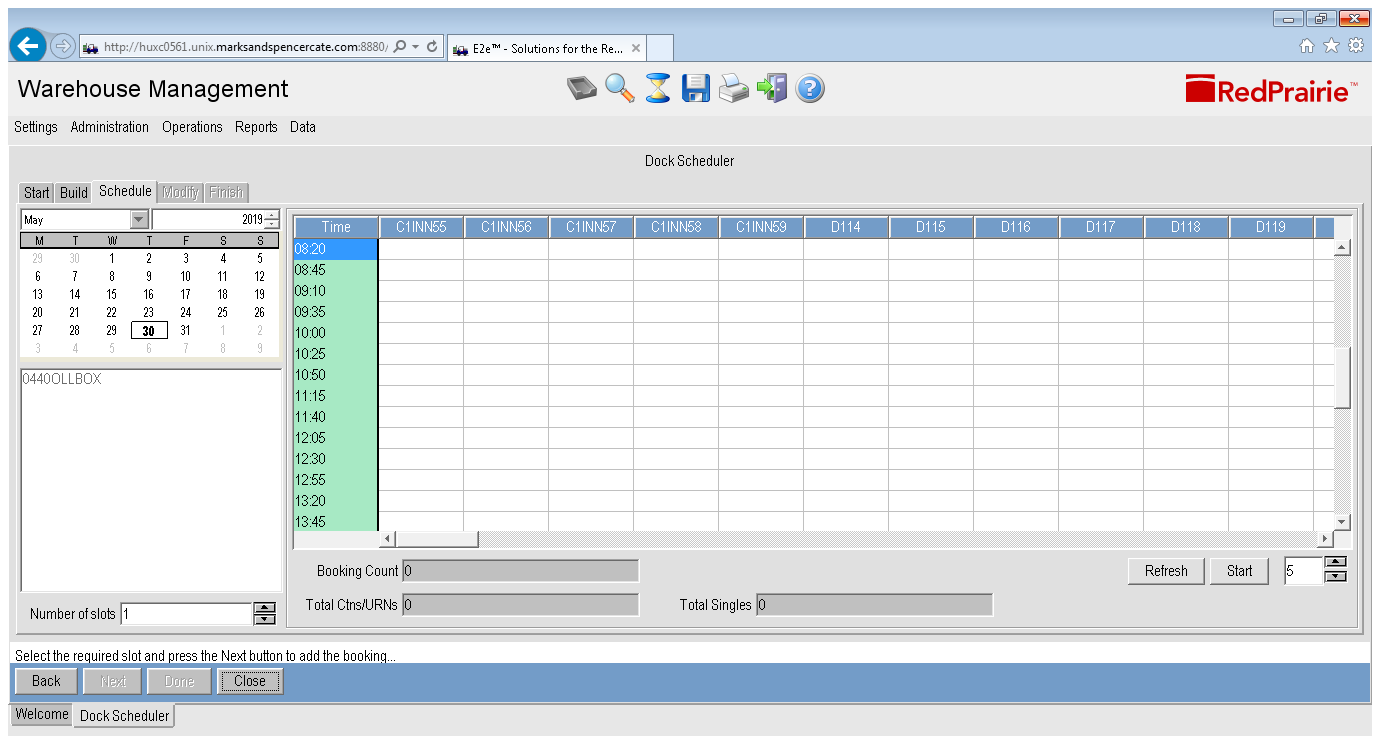 http://huxc0561.unix.marksandspencercate.com:8880/
E2e™ - Solutions for the Re...
Warehouse Management
RedPrairie™
Settings Administration Operations Reports Data
Dock Scheduler
Start Build Schedule Modify Finish
May 2019
M T W T F S S
29 30 1 2 3 4 5
6 7 8 9 10 11 12
13 14 15 16 17 18 19
20 21 22 23 24 25 26
27 28 29 30 31 1 2
3 4 5 6 7 8 9
0440OLLBOX
Number of slots 1
Time C1INN55 C1INN56 C1INN57 C1INN58 C1INN59 D114 D115 D116 D117 D118 D119
08:20
08:45
09:10
09:35
10:00
10:25
10:50
11:15
11:40
12:05
12:30
12:55
13:20
13:45
Booking Count 0
Refresh Start 5
Total Ctns/URNs 0 Total Singles 0
Select the required slot and press the Next button to add the booking...
Back Next Done Close
Welcome Dock Scheduler